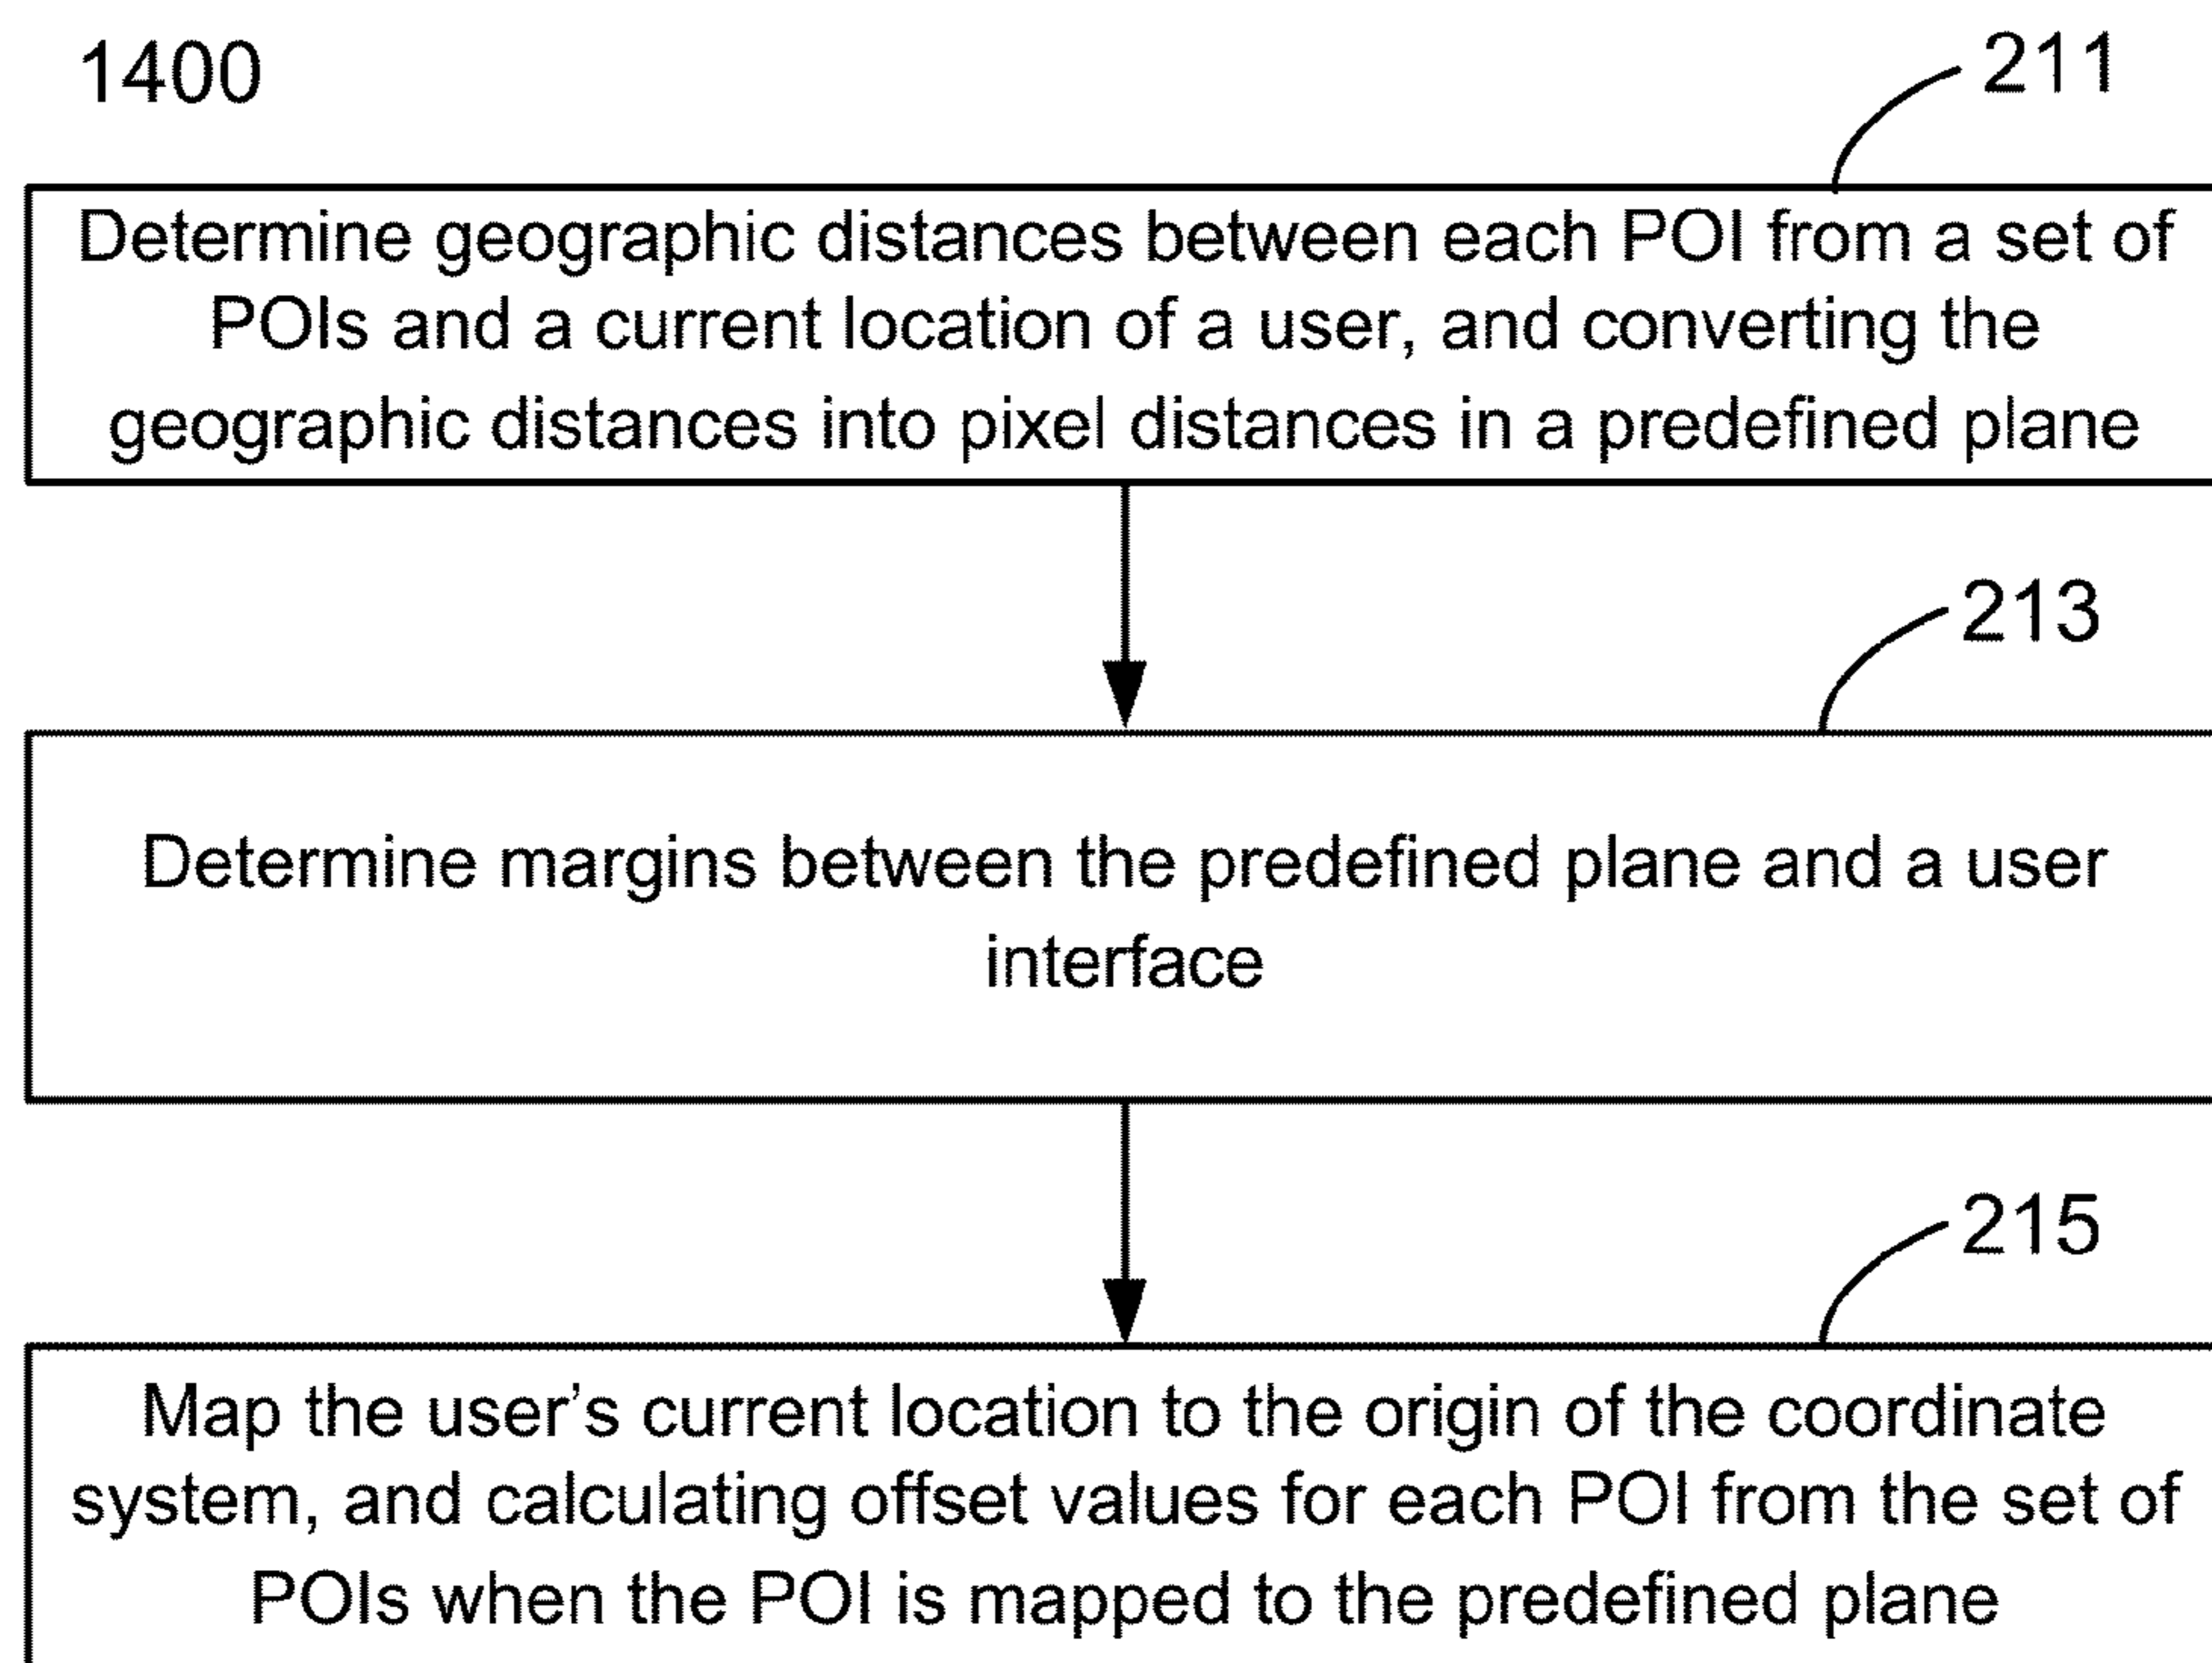 1400
211
Determine geographic distances between each POI from a set of
POIs and a current location of a user, and converting the
geographic distances into pixel distances in a predefined plane
213
Determine margins between the predefined plane and a user
interface
215
Map the user's current location to the origin of the coordinate
system, and calculating offset values for each POI from the set of
POIs when the POI is mapped to the predefined plane